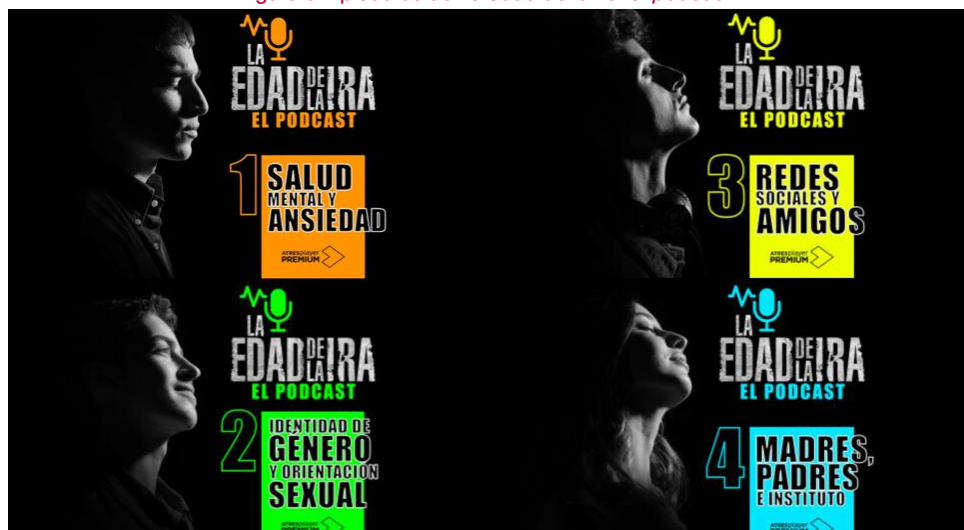 LA
EDAD DE LA IRA
EL PODCAST
1
SALUD
MENTAL Y
ANSIEDAD
ATRESplayer
PREMIUM
LA
EDAD DE LA IRA
EL PODCAST
2
IDENTIDAD DE
GÉNERO
Y ORIENTACIÓN
SEXUAL
ATRESplayer
LA
EDAD DE LA IRA
EL PODCAST
3
REDES
SOCIALES Y
AMIGOS
ATRESplayer
PREMIUM
LA
EDAD DE LA IRA
EL PODCAST
4
MADRES,
PADRES
E INSTITUTO
ATRESplayer